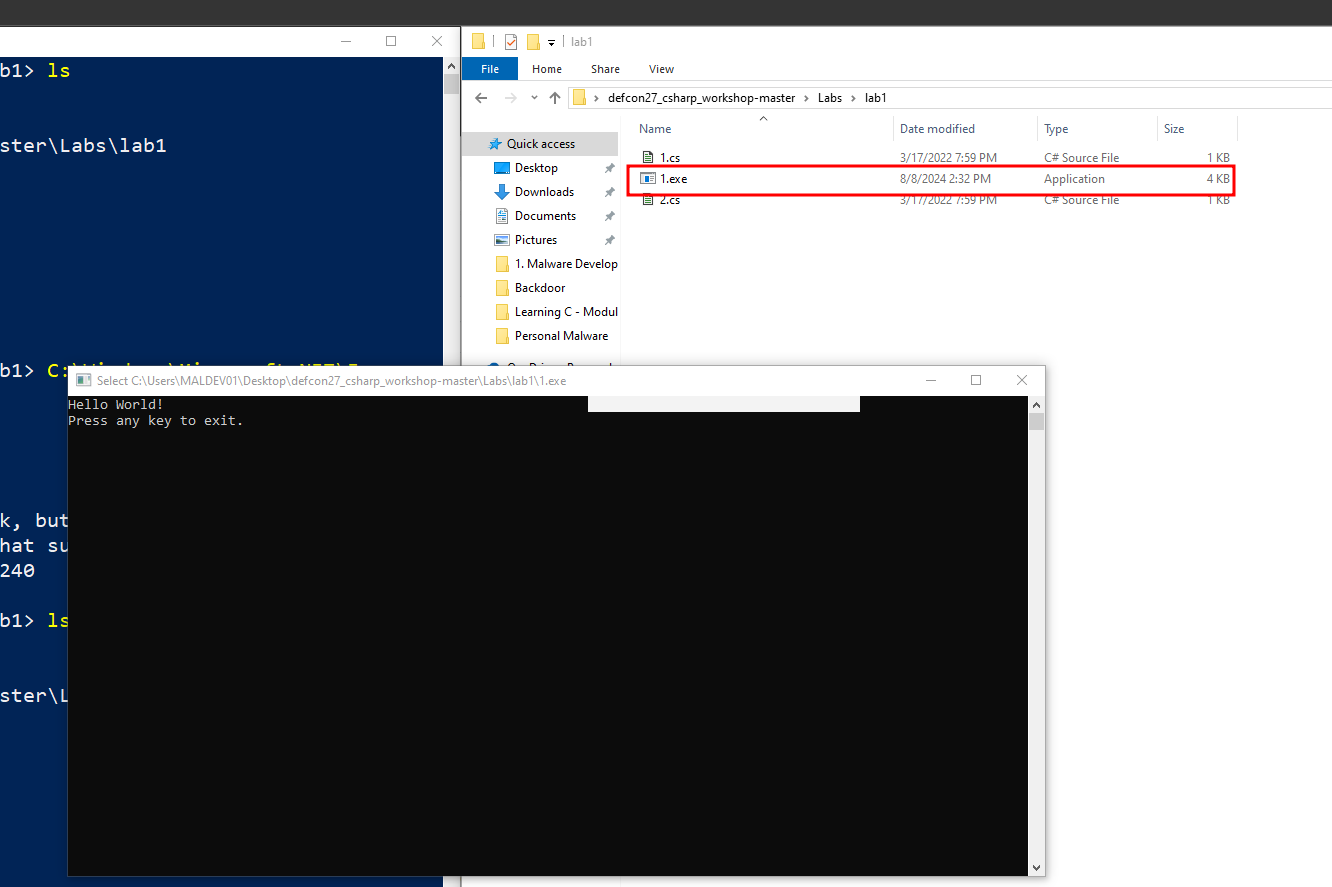 lab1
b1> ls
File Home Share View
defcon27_csharp_workshop-master > Labs > lab1
ster\Labs\lab1
Name Date modified Type Size
Quick access
1.cs 3/17/2022 7:59 PM C# Source File 1 KB
Desktop
1.exe 8/8/2024 2:32 PM Application 4 KB
Downloads
2.cs 3/17/2022 7:59 PM C# Source File 1 KB
Documents
Pictures
1. Malware Develop
Backdoor
Learning C - Modul
Personal Malware
b1> C:\
Select C:\Users\MALDEV01\Desktop\defcon27_csharp_workshop-master\Labs\lab1\1.exe
Hello World!
Press any key to exit.
k, but
hat su
240
b1> ls
ster\L